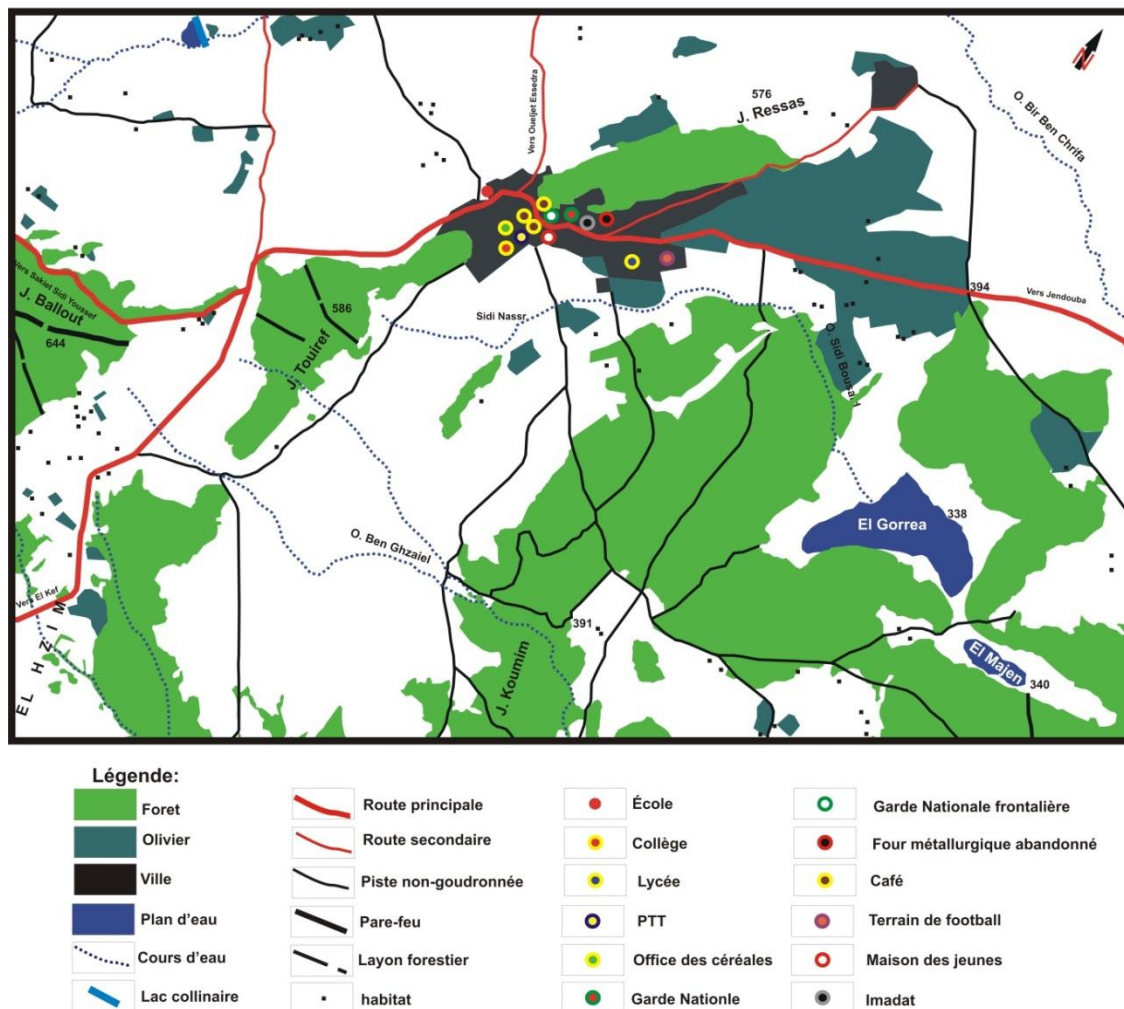 N
576
J. Ressas
O. Bir Ben Chrifa
Vers Oueljet Essedra
Vers Sakiet Sidi Youssef
J. Ballout
644
586
J. Touiref
Sidi Nassr
394
Vers Jendouba
El Gorrea
338
O. Ben Ghzaiel
Vers El Kef
EL HZIM
391
J. Koumim
El Majen
340
Légende:
Foret
Olivier
Ville
Plan d'eau
Cours d'eau
Lac collinaire
Route principale
Route secondaire
Piste non-goudronnée
Pare-feu
Layon forestier
habitat
École
Collège
Lycée
PTT
Office des céréales
Garde Nationle
Garde Nationale frontalière
Four métallurgique abandonné
Café
Terrain de football
Maison des jeunes
Imadat